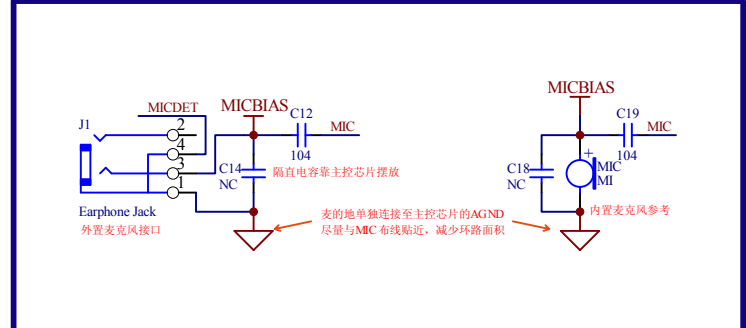 MICDET
MICBIAS
C12
MIC
J1
2
4
3
1
104
C14
NC
隔直电容靠主控芯片摆放
Earphone Jack
外置麦克风接口
麦的地单独连接至主控芯片的AGND
尽量与MIC布线贴近，减少环路面积
MICBIAS
C19
MIC
104
+
C18
NC
MIC
MI
内置麦克风参考